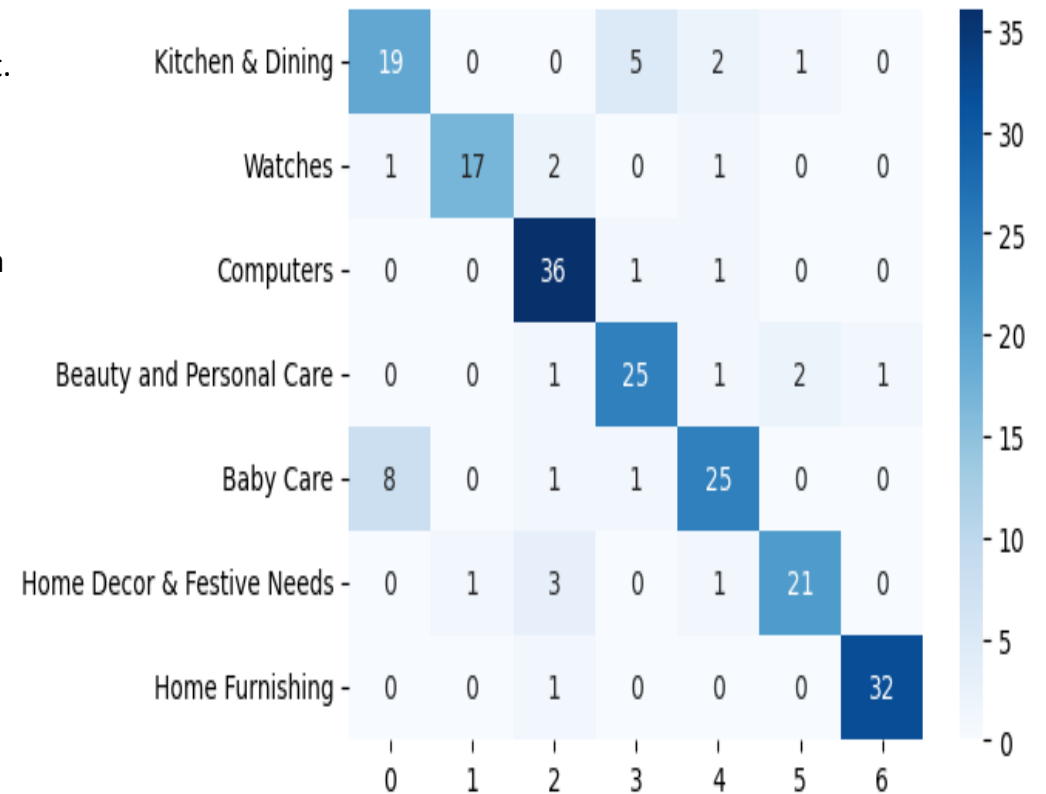 t.
Kitchen & Dining 19 0 0 5 2 1 0
Watches 1 17 2 0 1 0 0
n
Computers 0 0 36 1 1 0 0
Beauty and Personal Care 0 0 1 25 1 2 1
Baby Care 8 0 1 1 25 0 0
Home Decor & Festive Needs 0 1 3 0 1 21 0
Home Furnishing 0 0 1 0 0 0 32
0 1 2 3 4 5 6
35
30
25
20
15
10
5
0